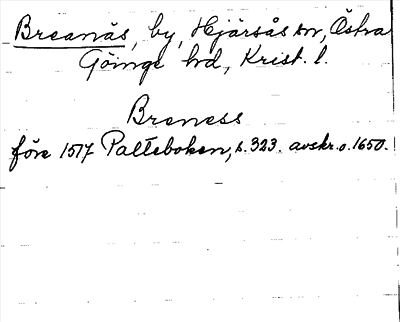 Breanäs, by, Hjärsås sn, Östra
Göinge hd, Krist. l.
Breness
före 1517 Palteboken, s. 323. avskr. o. 1650.